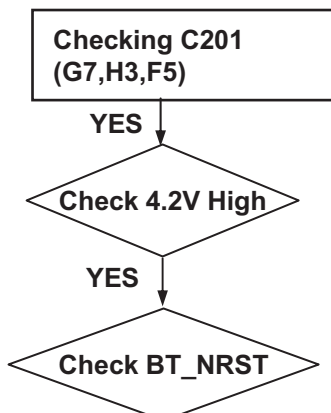 Checking C201
(G7,H3,F5)
YES
Check 4.2V High
YES
Check BT_NRST